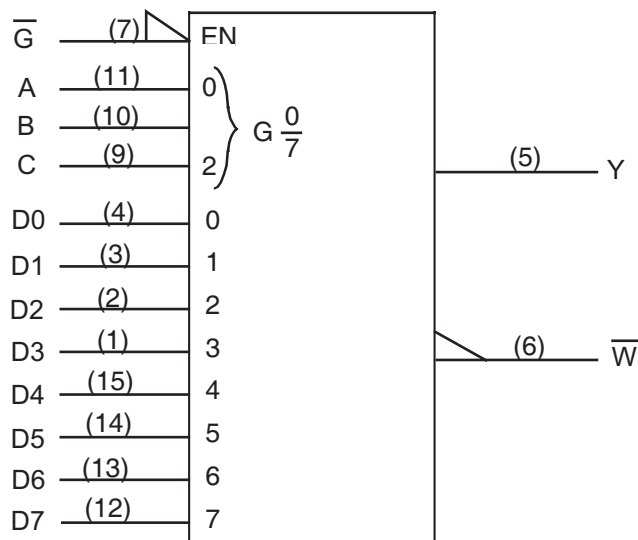 G̅ (7) EN
A (11) 0
B (10) G 0/7
C (9) 2
(5) Y
D0 (4) 0
D1 (3) 1
D2 (2) 2
D3 (1) 3
(6) W̅
D4 (15) 4
D5 (14) 5
D6 (13) 6
D7 (12) 7